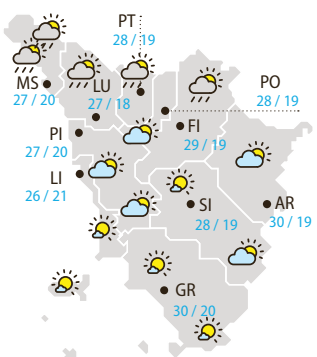 PT
28 / 19
MS
27 / 20
LU
27 / 18
PO
28 / 19
PI
27 / 20
FI
29 / 19
LI
26 / 21
SI
28 / 19
AR
30 / 19
GR
30 / 20